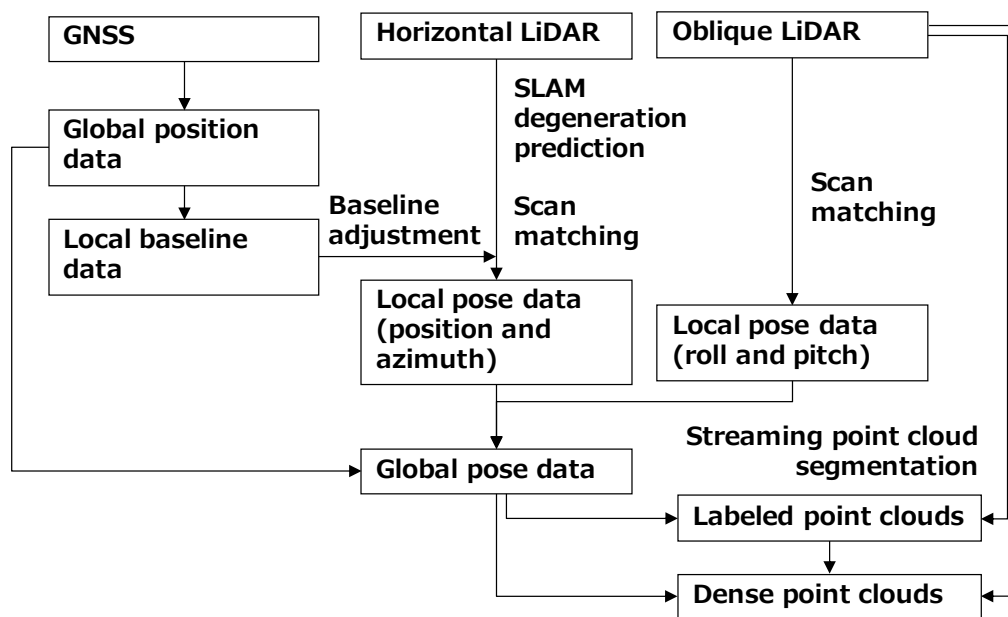 GNSS
Horizontal LiDAR
Oblique LiDAR
SLAM
degeneration
prediction
Global position
data
Scan
matching
Baseline
adjustment
Scan
matching
Local baseline
data
Local pose data
(position and
azimuth)
Local pose data
(roll and pitch)
Streaming point cloud
segmentation
Global pose data
Labeled point clouds
Dense point clouds